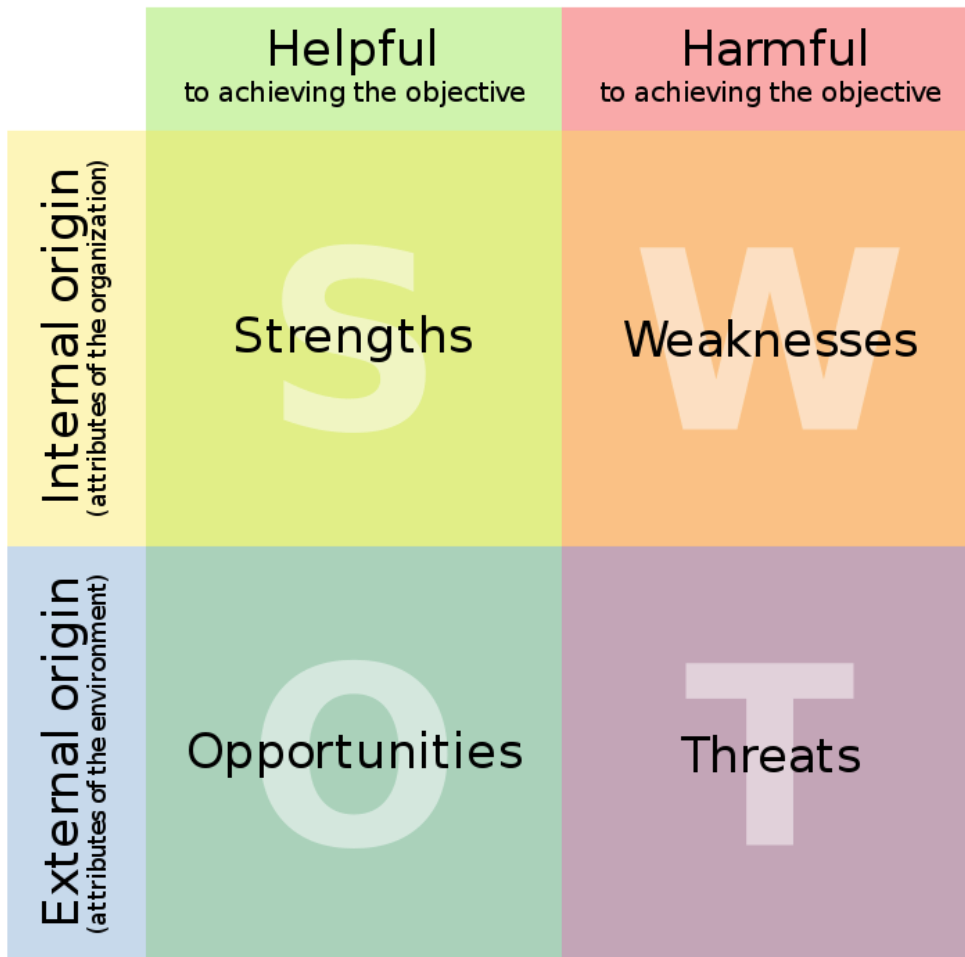 Helpful
to achieving the objective
Harmful
to achieving the objective
Internal origin
(attributes of the organization)
S
Strengths
W
Weaknesses
External origin
(attributes of the environment)
O
Opportunities
T
Threats